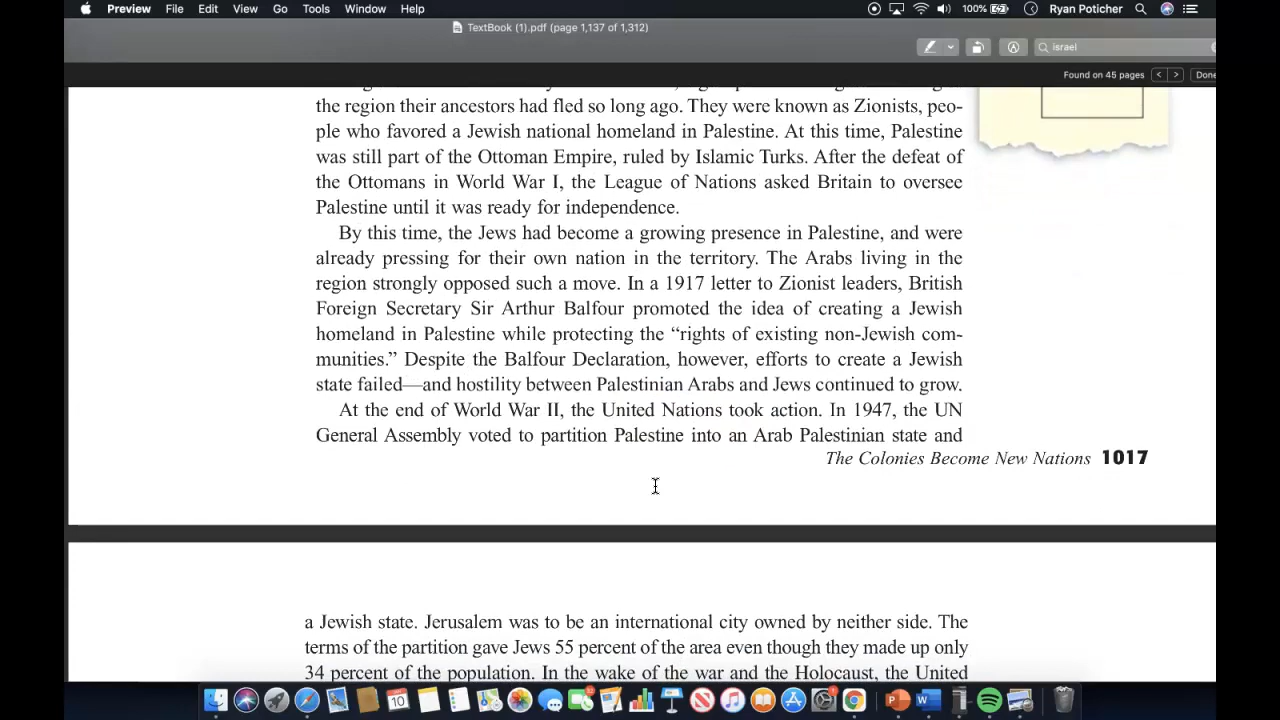 Preview File Edit View Go Tools Window Help 100% Ryan Poticher
TextBook (1).pdf (page 1,137 of 1,312)
israel
Found on 45 pages < > Done
the region their ancestors had fled so long ago. They were known as Zionists, peo-
ple who favored a Jewish national homeland in Palestine. At this time, Palestine
was still part of the Ottoman Empire, ruled by Islamic Turks. After the defeat of
the Ottomans in World War I, the League of Nations asked Britain to oversee
Palestine until it was ready for independence.
By this time, the Jews had become a growing presence in Palestine, and were
already pressing for their own nation in the territory. The Arabs living in the
region strongly opposed such a move. In a 1917 letter to Zionist leaders, British
Foreign Secretary Sir Arthur Balfour promoted the idea of creating a Jewish
homeland in Palestine while protecting the “rights of existing non-Jewish com-
munities.” Despite the Balfour Declaration, however, efforts to create a Jewish
state failed—and hostility between Palestinian Arabs and Jews continued to grow.
At the end of World War II, the United Nations took action. In 1947, the UN
General Assembly voted to partition Palestine into an Arab Palestinian state and
The Colonies Become New Nations 1017
a Jewish state. Jerusalem was to be an international city owned by neither side. The
terms of the partition gave Jews 55 percent of the area even though they made up only
34 percent of the population. In the wake of the war and the Holocaust, the United
10